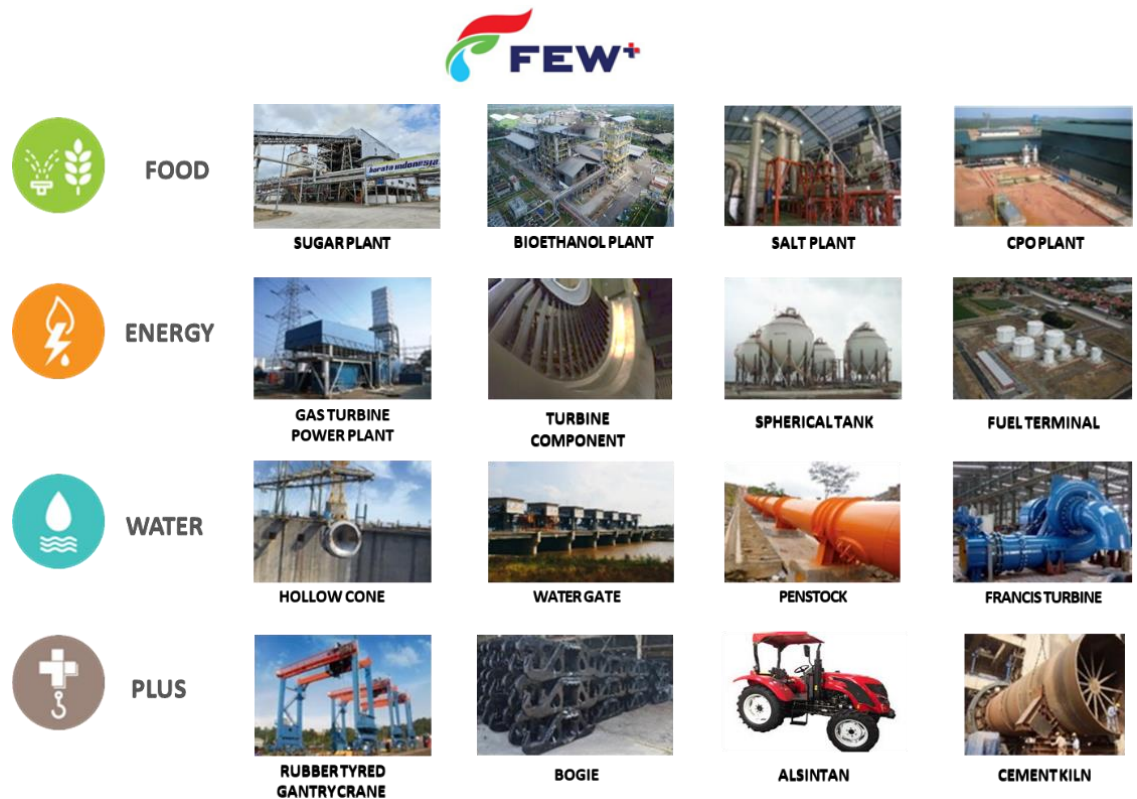 FEW+
FOOD
barata indonesia
SUGAR PLANT
BIOETHANOL PLANT
SALT PLANT
CPO PLANT
ENERGY
GAS TURBINE
POWER PLANT
TURBINE
COMPONENT
SPHERICAL TANK
FUEL TERMINAL
WATER
HOLLOW CONE
WATER GATE
PENSTOCK
FRANCIS TURBINE
PLUS
RUBBER TYRED
GANTRY CRANE
BOGIE
ALSINTAN
CEMENT KILN